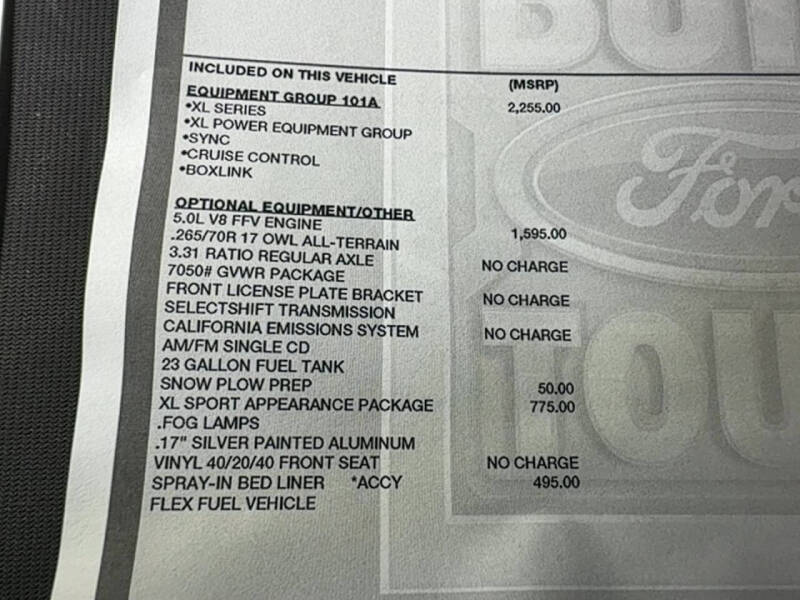 BUI
INCLUDED ON THIS VEHICLE (MSRP)
EQUIPMENT GROUP 101A 2,255.00
•XL SERIES
•XL POWER EQUIPMENT GROUP
•SYNC
•CRUISE CONTROL
•BOXLINK
OPTIONAL EQUIPMENT/OTHER
5.0L V8 FFV ENGINE 1,595.00
.265/70R 17 OWL ALL-TERRAIN
3.31 RATIO REGULAR AXLE NO CHARGE
7050# GVWR PACKAGE
FRONT LICENSE PLATE BRACKET NO CHARGE
SELECTSHIFT TRANSMISSION
CALIFORNIA EMISSIONS SYSTEM NO CHARGE
AM/FM SINGLE CD
23 GALLON FUEL TANK
SNOW PLOW PREP 50.00
XL SPORT APPEARANCE PACKAGE 775.00
.FOG LAMPS
.17" SILVER PAINTED ALUMINUM
VINYL 40/20/40 FRONT SEAT NO CHARGE
SPRAY-IN BED LINER *ACCY 495.00
FLEX FUEL VEHICLE
For
TOU